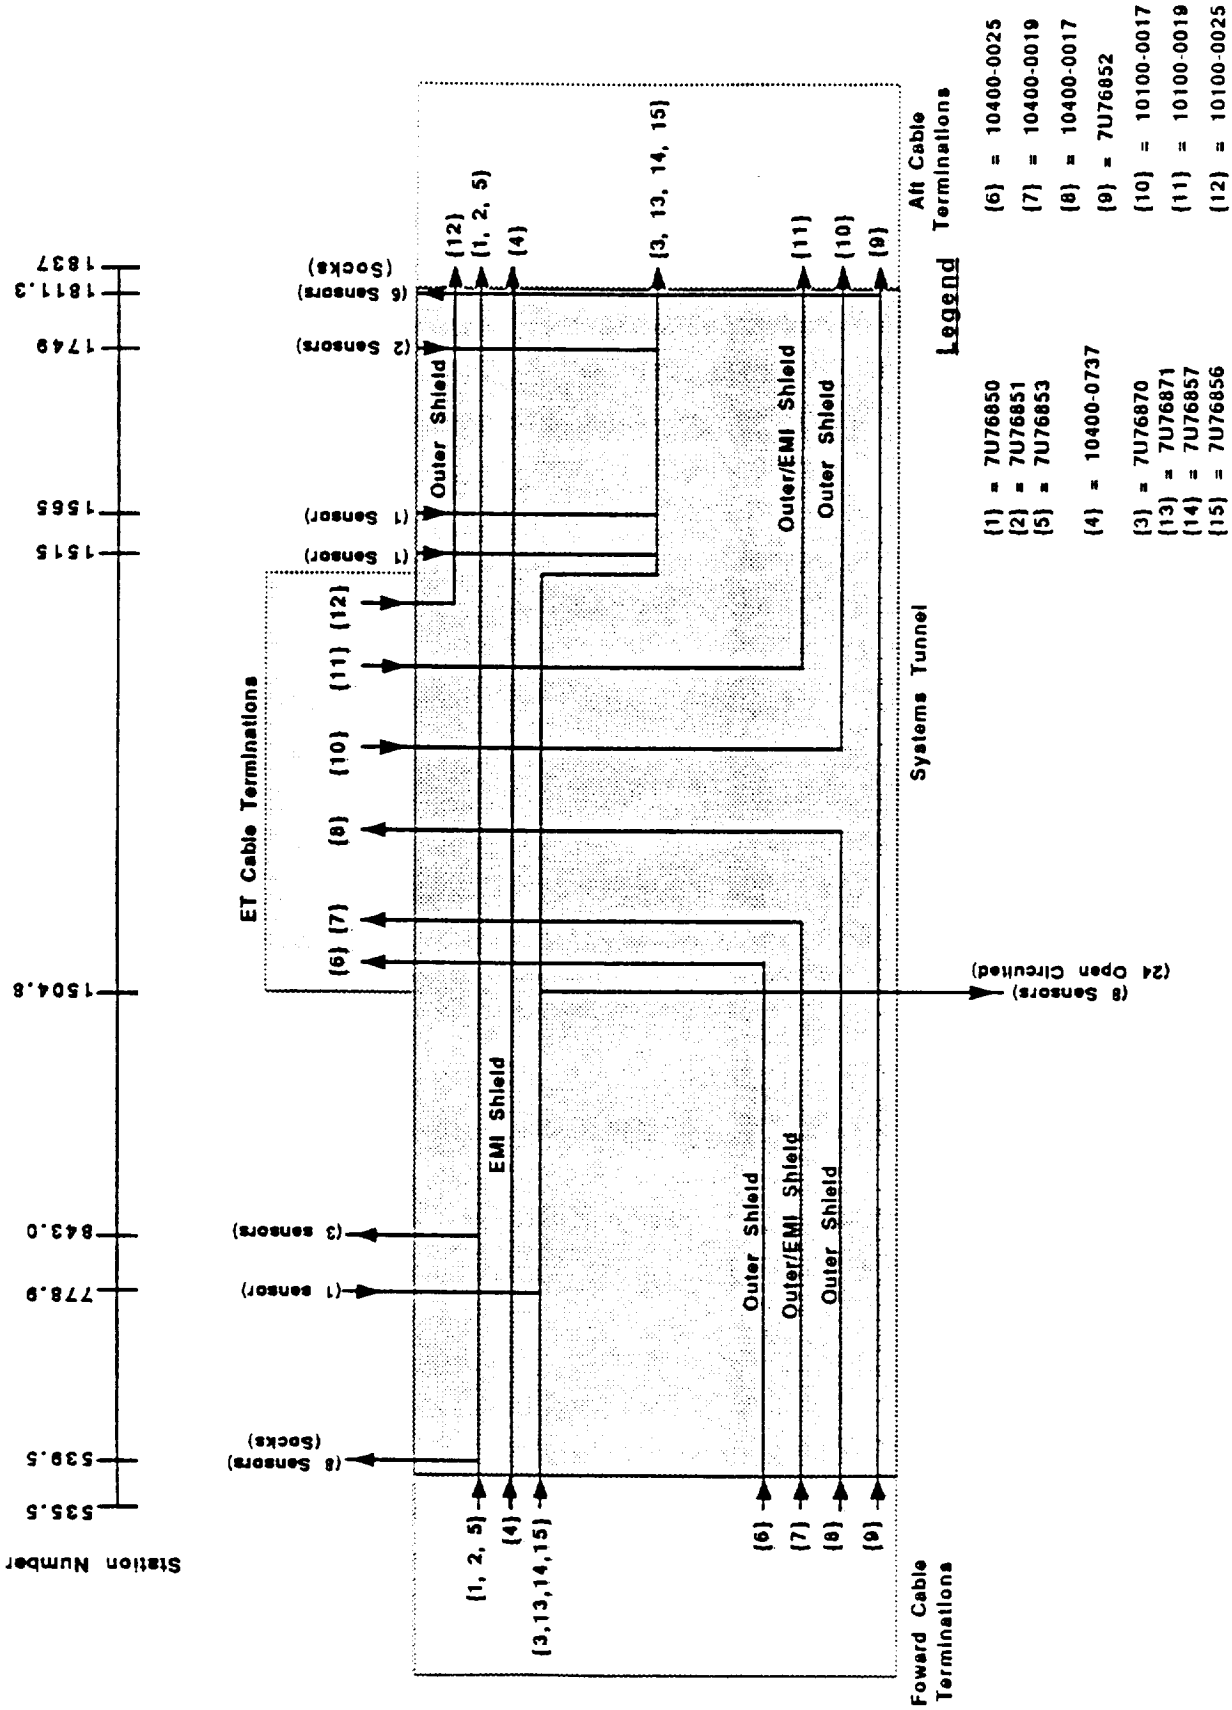 Station Number
535.5
539.5
778.9
843.0
1504.8
1515
1565
1749
1811.3
1837
(8 Sensors)
(Socks)
(1 sensor)
(3 sensors)
ET Cable Terminations
{6}
{7}
{8}
{10}
{11}
{12}
(1 Sensor)
(1 Sensor)
(2 Sensors)
(6 Sensors)
(Socks)
{1, 2, 5}
{4}
{3,13,14,15}
{6}
{7}
{8}
{9}
EMI Shield
Outer Shield
Outer/EMI Shield
Outer Shield
Outer Shield
Outer/EMI Shield
Outer Shield
{12}
{1, 2, 5}
{4}
{3, 13, 14, 15}
{11}
{10}
{9}
Foward Cable
Terminations
(8 Sensors)
(24 Open Circuited)
Systems Tunnel
Aft Cable
Terminations
Legend
{1} = 7U76850
{2} = 7U76851
{5} = 7U76853
{4} = 10400-0737
{3} = 7U76870
{13} = 7U76871
{14} = 7U76857
{15} = 7U76856
{6} = 10400-0025
{7} = 10400-0019
{8} = 10400-0017
{9} = 7U76852
{10} = 10100-0017
{11} = 10100-0019
{12} = 10100-0025